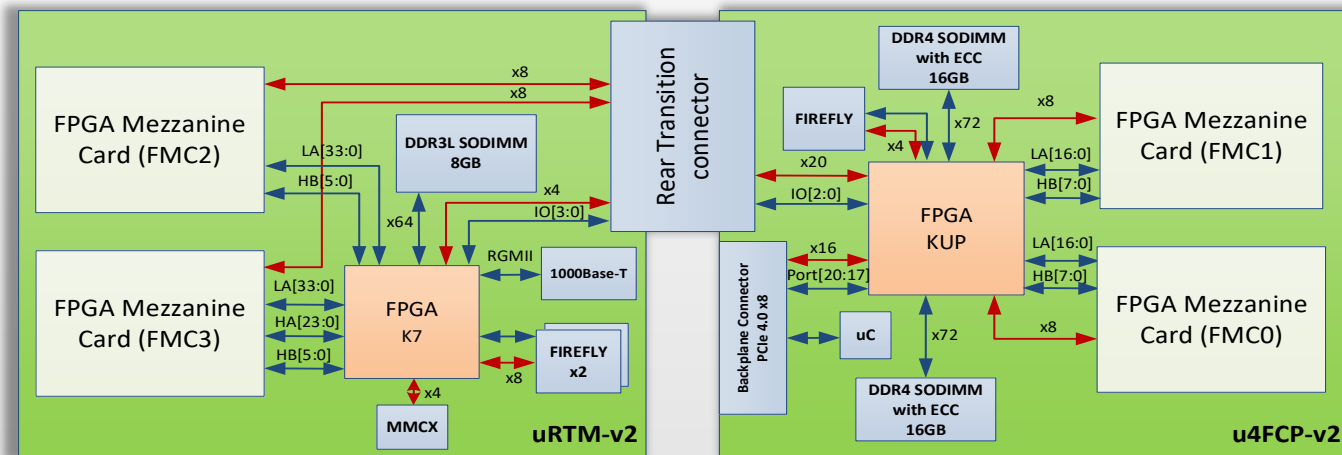 x8
x8
FPGA Mezzanine
Card (FMC2)
LA[33:0]
HB[5:0]
DDR3L SODIMM
8GB
x64
x4
IO[3:0]
RGMII
1000Base-T
FPGA Mezzanine
Card (FMC3)
LA[33:0]
HA[23:0]
HB[5:0]
FPGA
K7
FIREFLY
x2
x8
x4
MMCX
uRTM-v2
Rear Transition
connector
DDR4 SODIMM
with ECC
16GB
FIREFLY
x4
x72
x8
FPGA Mezzanine
Card (FMC1)
LA[16:0]
HB[7:0]
x20
IO[2:0]
FPGA
KUP
x16
Port[20:17]
Backplane Connector
PCIe 4.0 x8
uC
LA[16:0]
HB[7:0]
FPGA Mezzanine
Card (FMC0)
x8
x72
DDR4 SODIMM
with ECC
16GB
u4FCP-v2